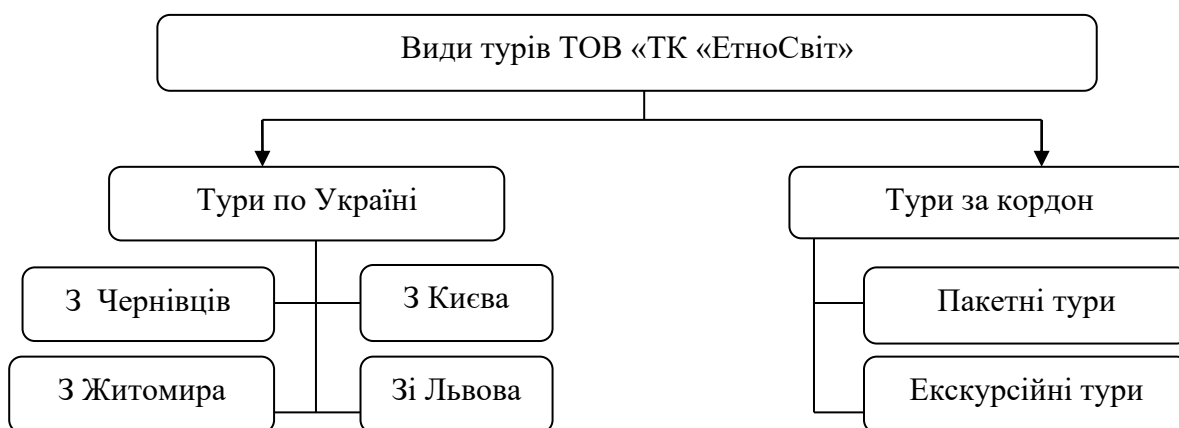 Види турів ТОВ «ТК «ЕтноСвіт»
Тури по Україні
Тури за кордон
З Чернівців
З Києва
Пакетні тури
З Житомира
Зі Львова
Екскурсійні тури